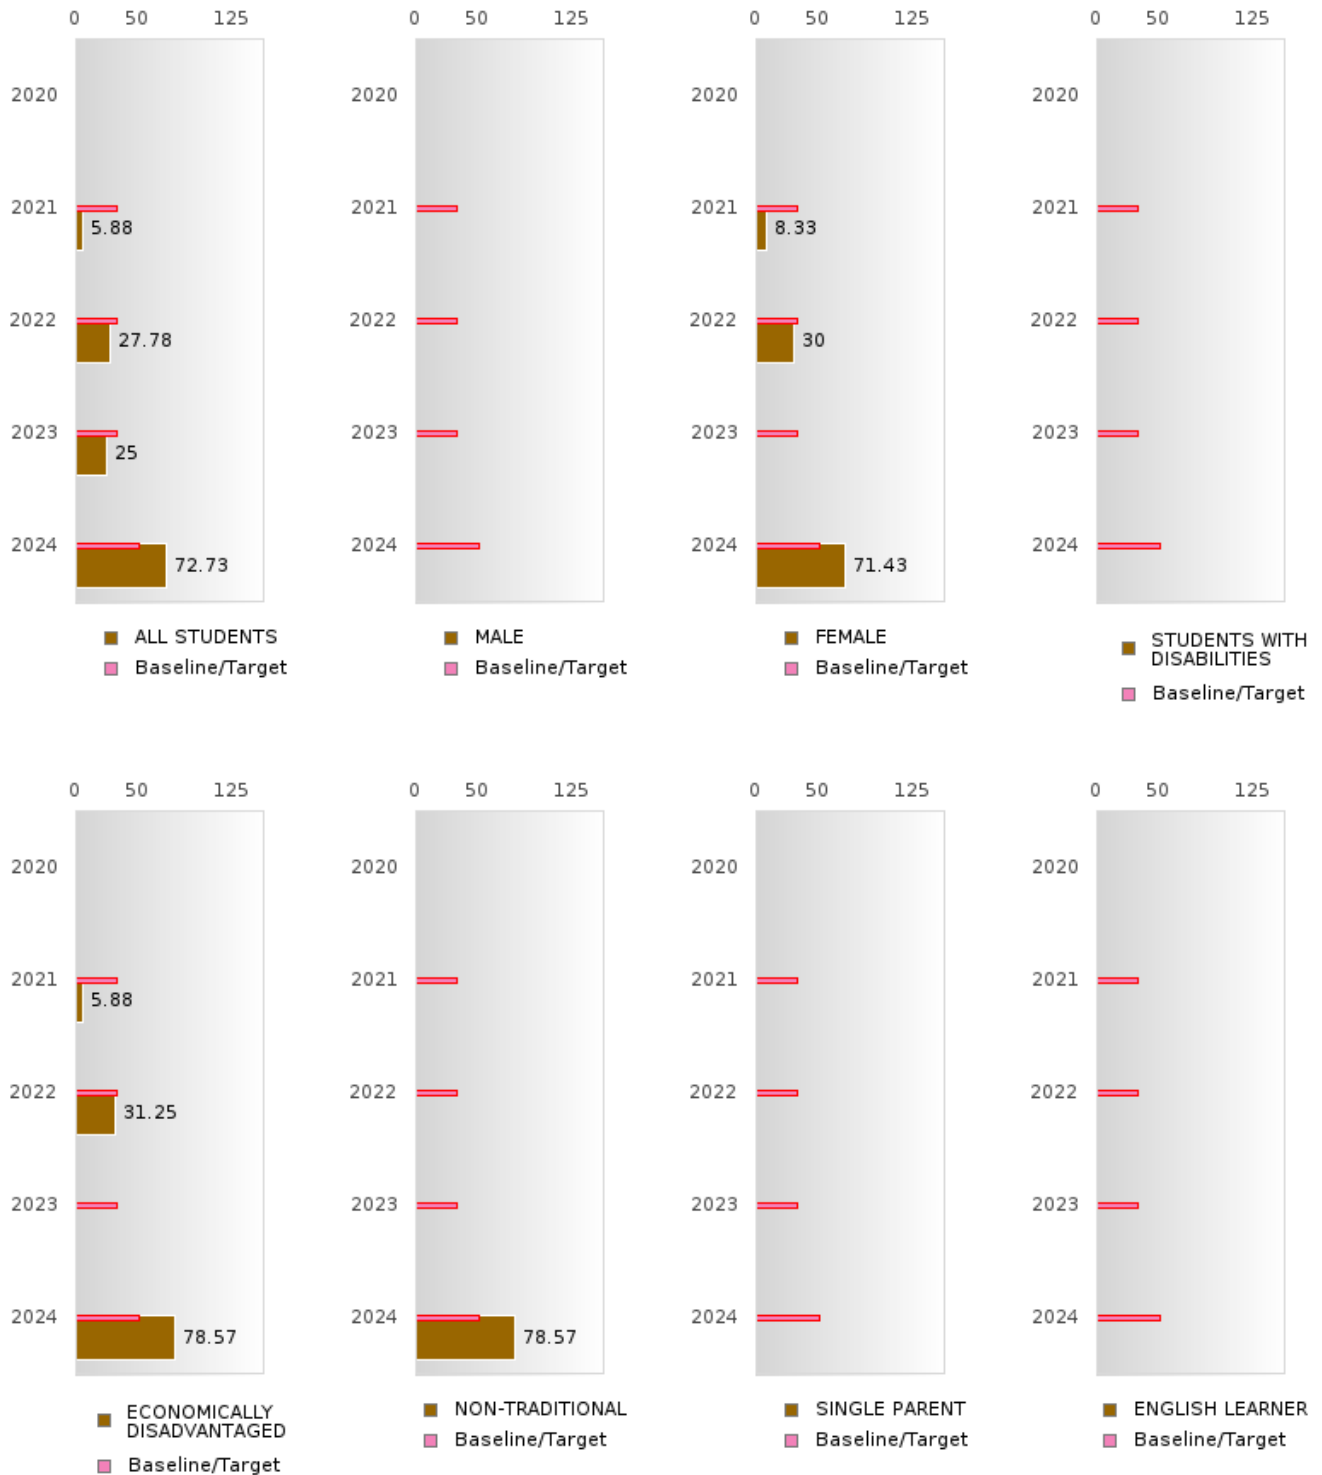 0 50 125
2020
2021
5.88
2022
27.78
2023
25
2024
72.73
ALL STUDENTS
Baseline/Target
0 50 125
2020
2021
2022
2023
2024
MALE
Baseline/Target
0 50 125
2020
2021
8.33
2022
30
2023
2024
71.43
FEMALE
Baseline/Target
0 50 125
2020
2021
2022
2023
2024
STUDENTS WITH
DISABILITIES
Baseline/Target
0 50 125
2020
2021
5.88
2022
31.25
2023
2024
78.57
ECONOMICALLY
DISADVANTAGED
Baseline/Target
0 50 125
2020
2021
2022
2023
2024
78.57
NON-TRADITIONAL
Baseline/Target
0 50 125
2020
2021
2022
2023
2024
SINGLE PARENT
Baseline/Target
0 50 125
2020
2021
2022
2023
2024
ENGLISH LEARNER
Baseline/Target